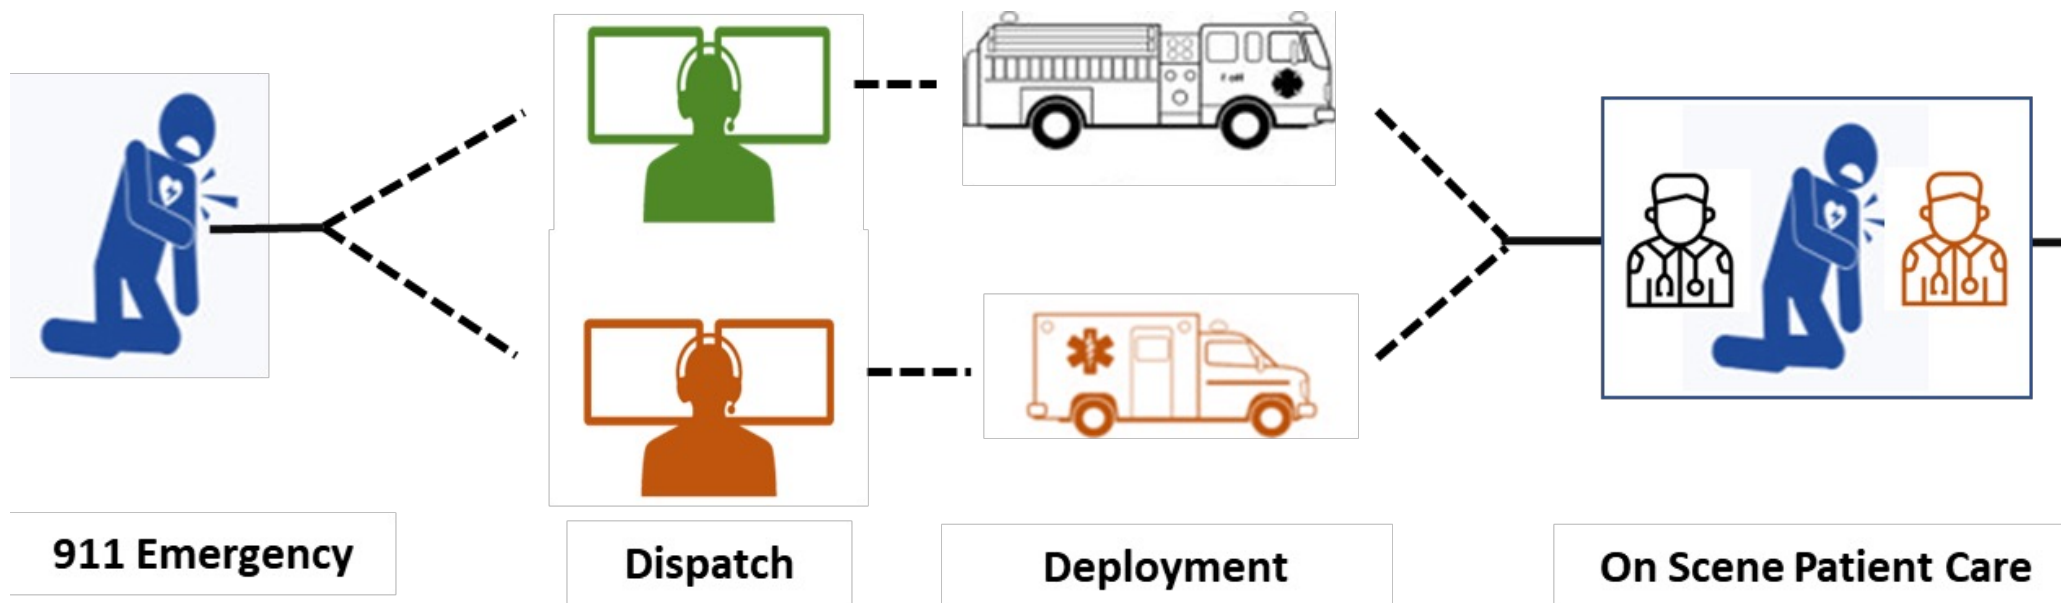 911 Emergency
Dispatch
Deployment
On Scene Patient Care